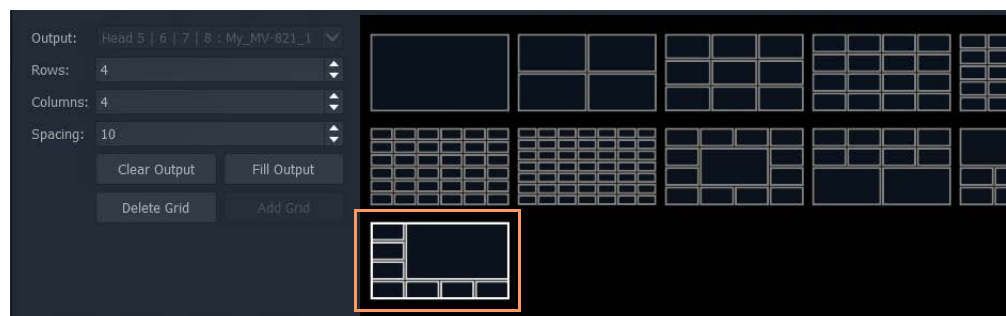 Output: Head 5 | 6 | 7 | 8 : My_MV-821_1
Rows: 4
Columns: 4
Spacing: 10
Clear Output Fill Output
Delete Grid Add Grid